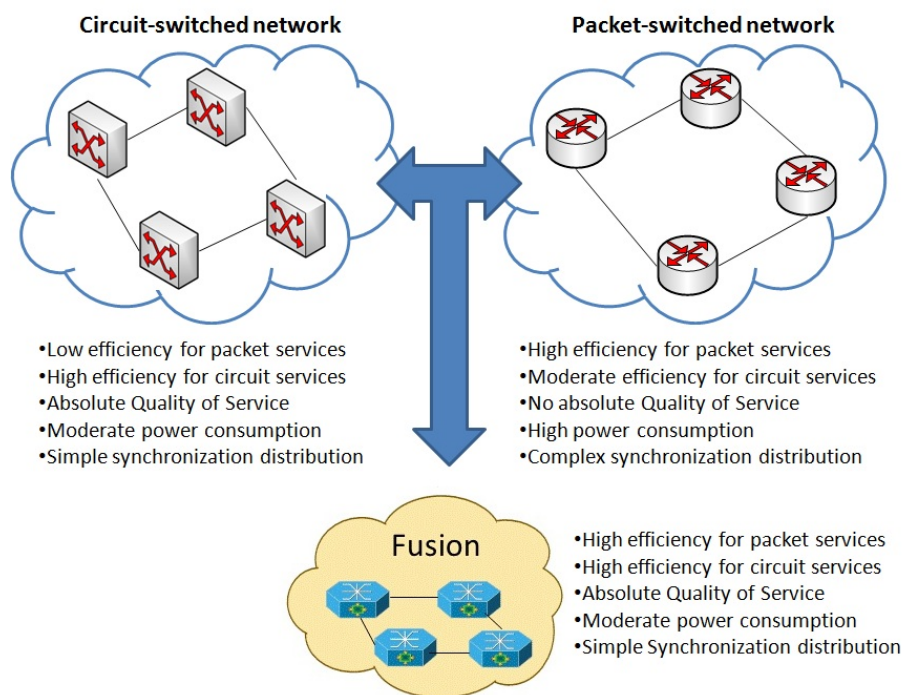 Circuit-switched network
Packet-switched network
•Low efficiency for packet services
•High efficiency for circuit services
•Absolute Quality of Service
•Moderate power consumption
•Simple synchronization distribution
•High efficiency for packet services
•Moderate efficiency for circuit services
•No absolute Quality of Service
•High power consumption
•Complex synchronization distribution
Fusion
•High efficiency for packet services
•High efficiency for circuit services
•Absolute Quality of Service
•Moderate power consumption
•Simple Synchronization distribution